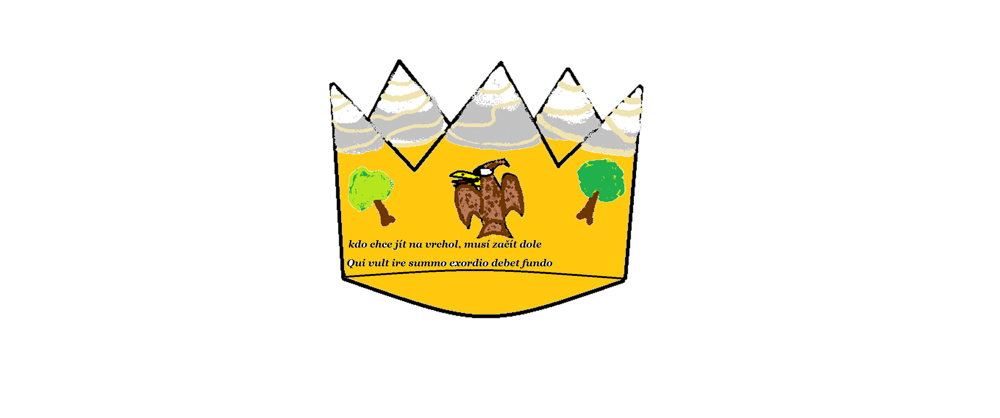 kdo chce jít na vrchol, musí začít dole
Qui vult ire summo exordio debet fundo